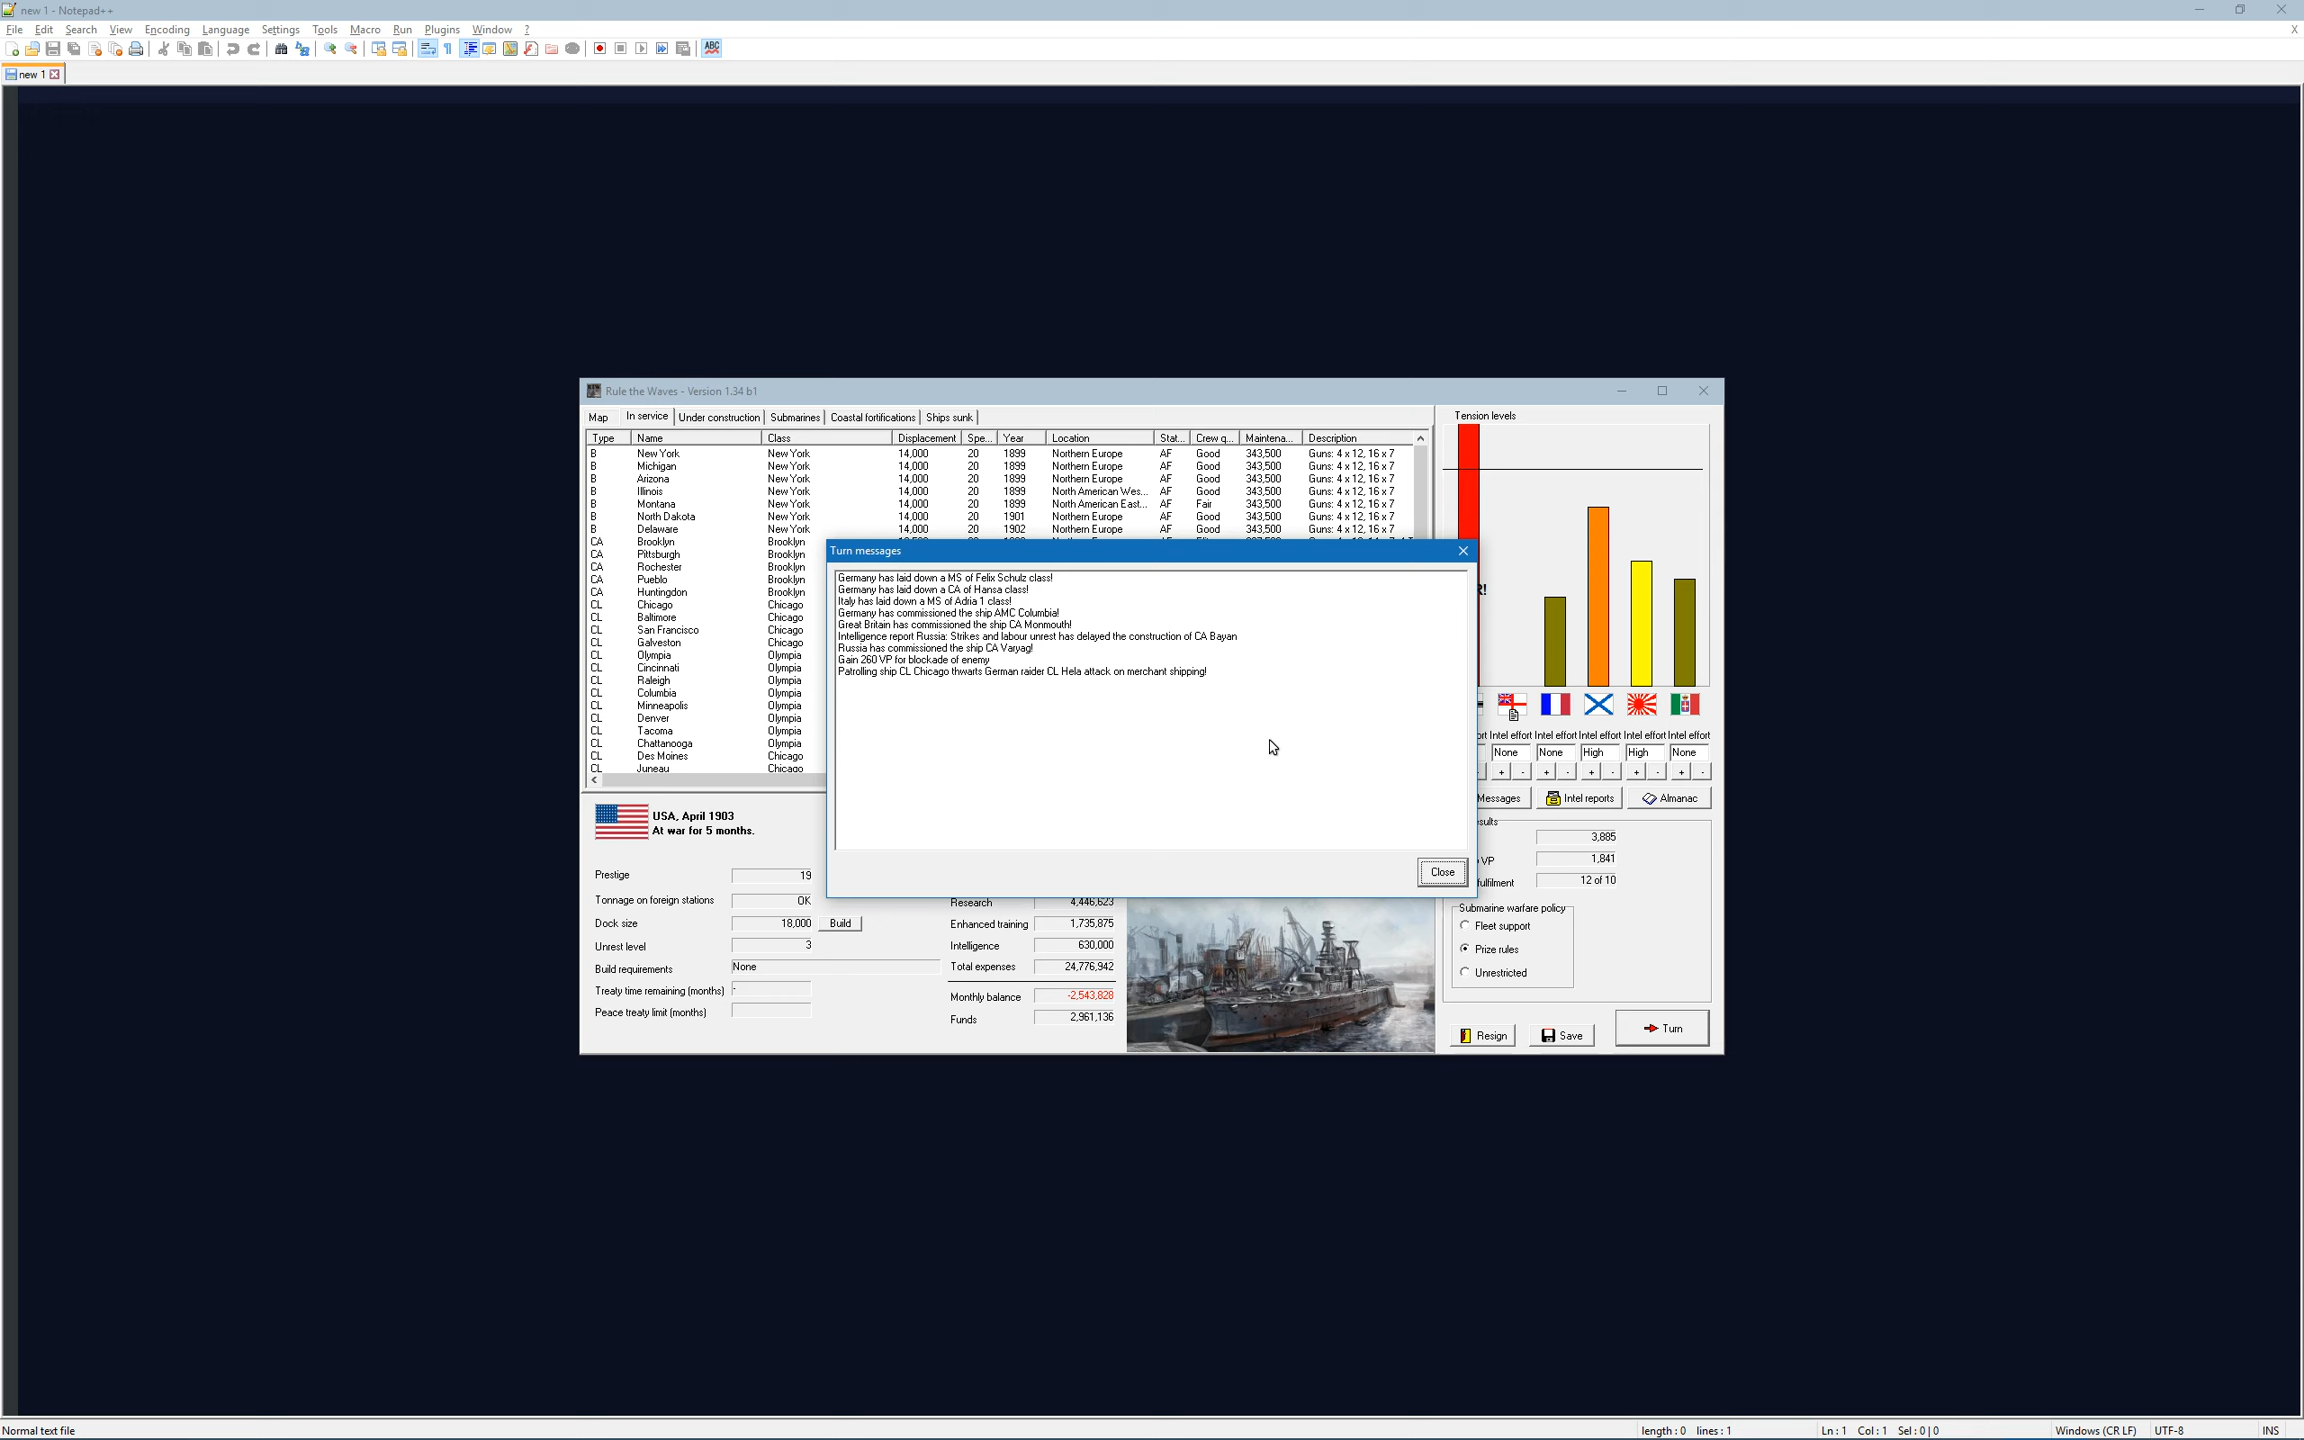 new 1 - Notepad++
File Edit Search View Encoding Language Settings Tools Macro Run Plugins Window ?
X
ABC
new 1
Rule the Waves - Version 1.34 b1
Map In service Under construction Submarines Coastal fortifications Ships sunk
Tension levels
Type Name Class Displacement Spe... Year Location Stat... Crew q... Maintena... Description
B New York New York 14,000 20 1899 Northern Europe AF Good 343,500 Guns: 4 x 12, 16 x 7
B Michigan New York 14,000 20 1899 Northern Europe AF Good 343,500 Guns: 4 x 12, 16 x 7
B Arizona New York 14,000 20 1899 Northern Europe AF Good 343,500 Guns: 4 x 12, 16 x 7
B Illinois New York 14,000 20 1899 North American Wes... AF Good 343,500 Guns: 4 x 12, 16 x 7
B Montana New York 14,000 20 1899 North American East... AF Fair 343,500 Guns: 4 x 12, 16 x 7
B North Dakota New York 14,000 20 1901 Northern Europe AF Good 343,500 Guns: 4 x 12, 16 x 7
B Delaware New York 14,000 20 1902 Northern Europe AF Good 343,500 Guns: 4 x 12, 16 x 7
CA Brooklyn Brooklyn
CA Pittsburgh Brooklyn
CA Rochester Brooklyn
CA Pueblo Brooklyn
CA Huntingdon Brooklyn
CL Chicago Chicago
CL Baltimore Chicago
CL San Francisco Chicago
CL Galveston Chicago
CL Olympia Olympia
CL Cincinnati Olympia
CL Raleigh Olympia
CL Columbia Olympia
CL Minneapolis Olympia
CL Denver Olympia
CL Tacoma Olympia
CL Chattanooga Olympia
CL Des Moines Chicago
CL Juneau Chicago
Turn messages
Germany has laid down a MS of Felix Schulz class!
Germany has laid down a CA of Hansa class!
Italy has laid down a MS of Adria 1 class!
Germany has commissioned the ship AMC Columbia!
Great Britain has commissioned the ship CA Monmouth!
Intelligence report Russia: Strikes and labour unrest has delayed the construction of CA Bayan
Russia has commissioned the ship CA Varyag!
Gain 260 VP for blockade of enemy
Patrolling ship CL Chicago thwarts German raider CL Hela attack on merchant shipping!
Close
R!
ort Intel effort Intel effort Intel effort Intel effort Intel effort
None None High High None
- + - + - + - + - + -
Messages Intel reports Almanac
USA, April 1903
At war for 5 months.
Prestige 19
Tonnage on foreign stations OK
Dock size 18,000 Build
Unrest level 3
Build requirements None
Treaty time remaining (months) -
Peace treaty limit (months)
Research 4,446,623
Enhanced training 1,735,875
Intelligence 630,000
Total expenses 24,776,942
Monthly balance -2,543,828
Funds 2,961,136
sults
3,885
VP 1,841
ulfilment 12 of 10
Submarine warfare policy
Fleet support
Prize rules
Unrestricted
Resign Save Turn
Normal text file length : 0 lines : 1 Ln : 1 Col : 1 Sel : 0 | 0 Windows (CR LF) UTF-8 INS